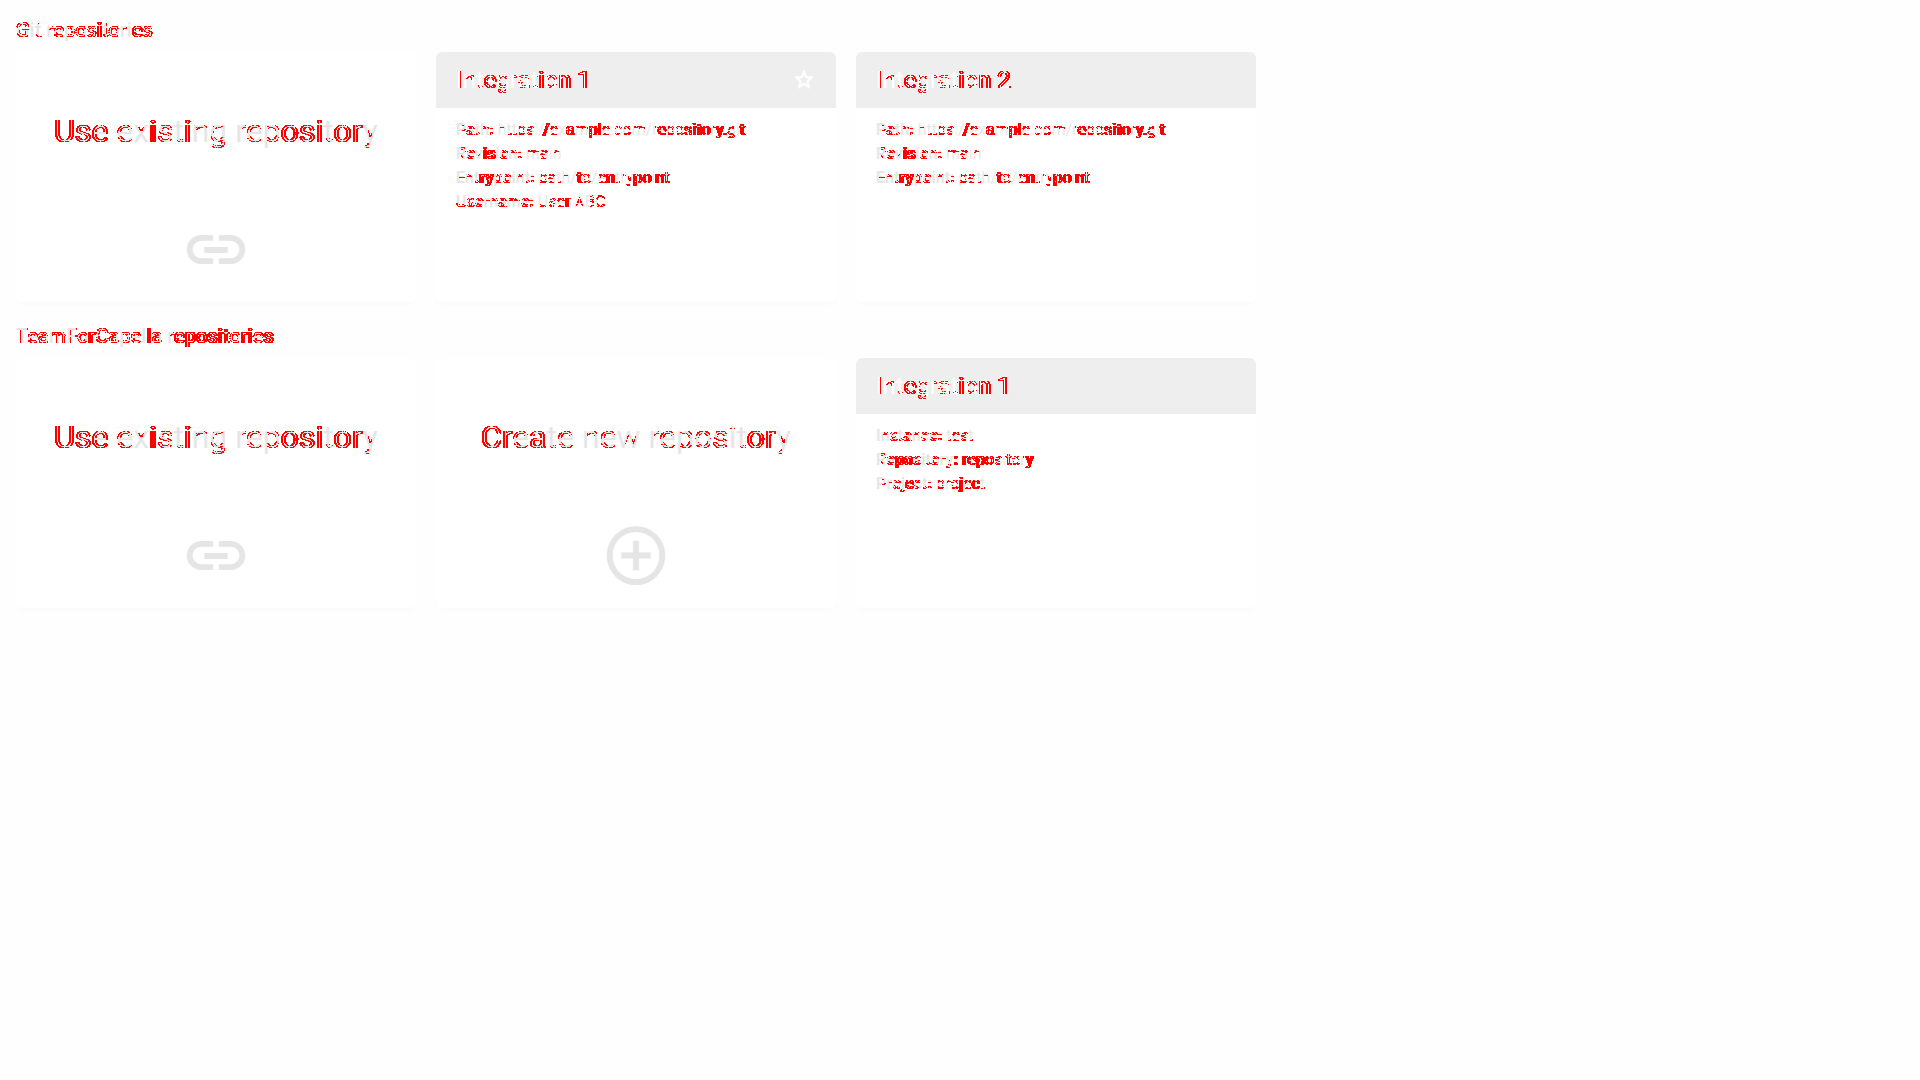 Git repositories
Use existing repository
Integration 1
Path: https://example.com/repository.git
Revision: main
Entrypoint: path/to/entrypoint
Username: User ABC
Integration 2
Path: https://example.com/repository.git
Revision: main
Entrypoint: path/to/entrypoint
TeamForCapella repositories
Use existing repository
Create new repository
Integration 1
Instance: test
Repository: repository
Project: project